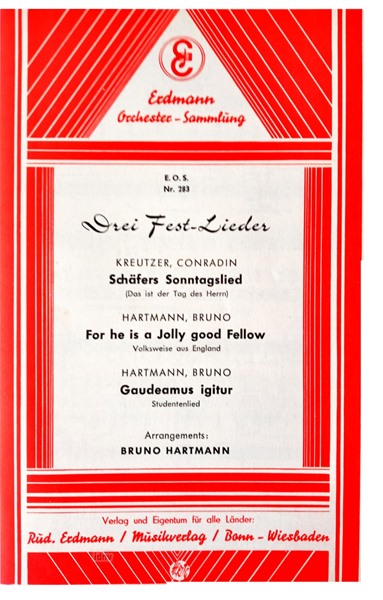 Erdmann
Orchester - Sammlung
E. O. S.
Nr. 283
Drei Fest-Lieder
KREUTZER, CONRADIN
Schäfers Sonntagslied
(Das ist der Tag des Herrn)
HARTMANN, BRUNO
For he is a Jolly good Fellow
Volksweise aus England
HARTMANN, BRUNO
Gaudeamus igitur
Studentenlied
Arrangements:
BRUNO HARTMANN
Verlag und Eigentum für alle Länder:
Rüd. Erdmann / Musikverlag / Bonn - Wiesbaden